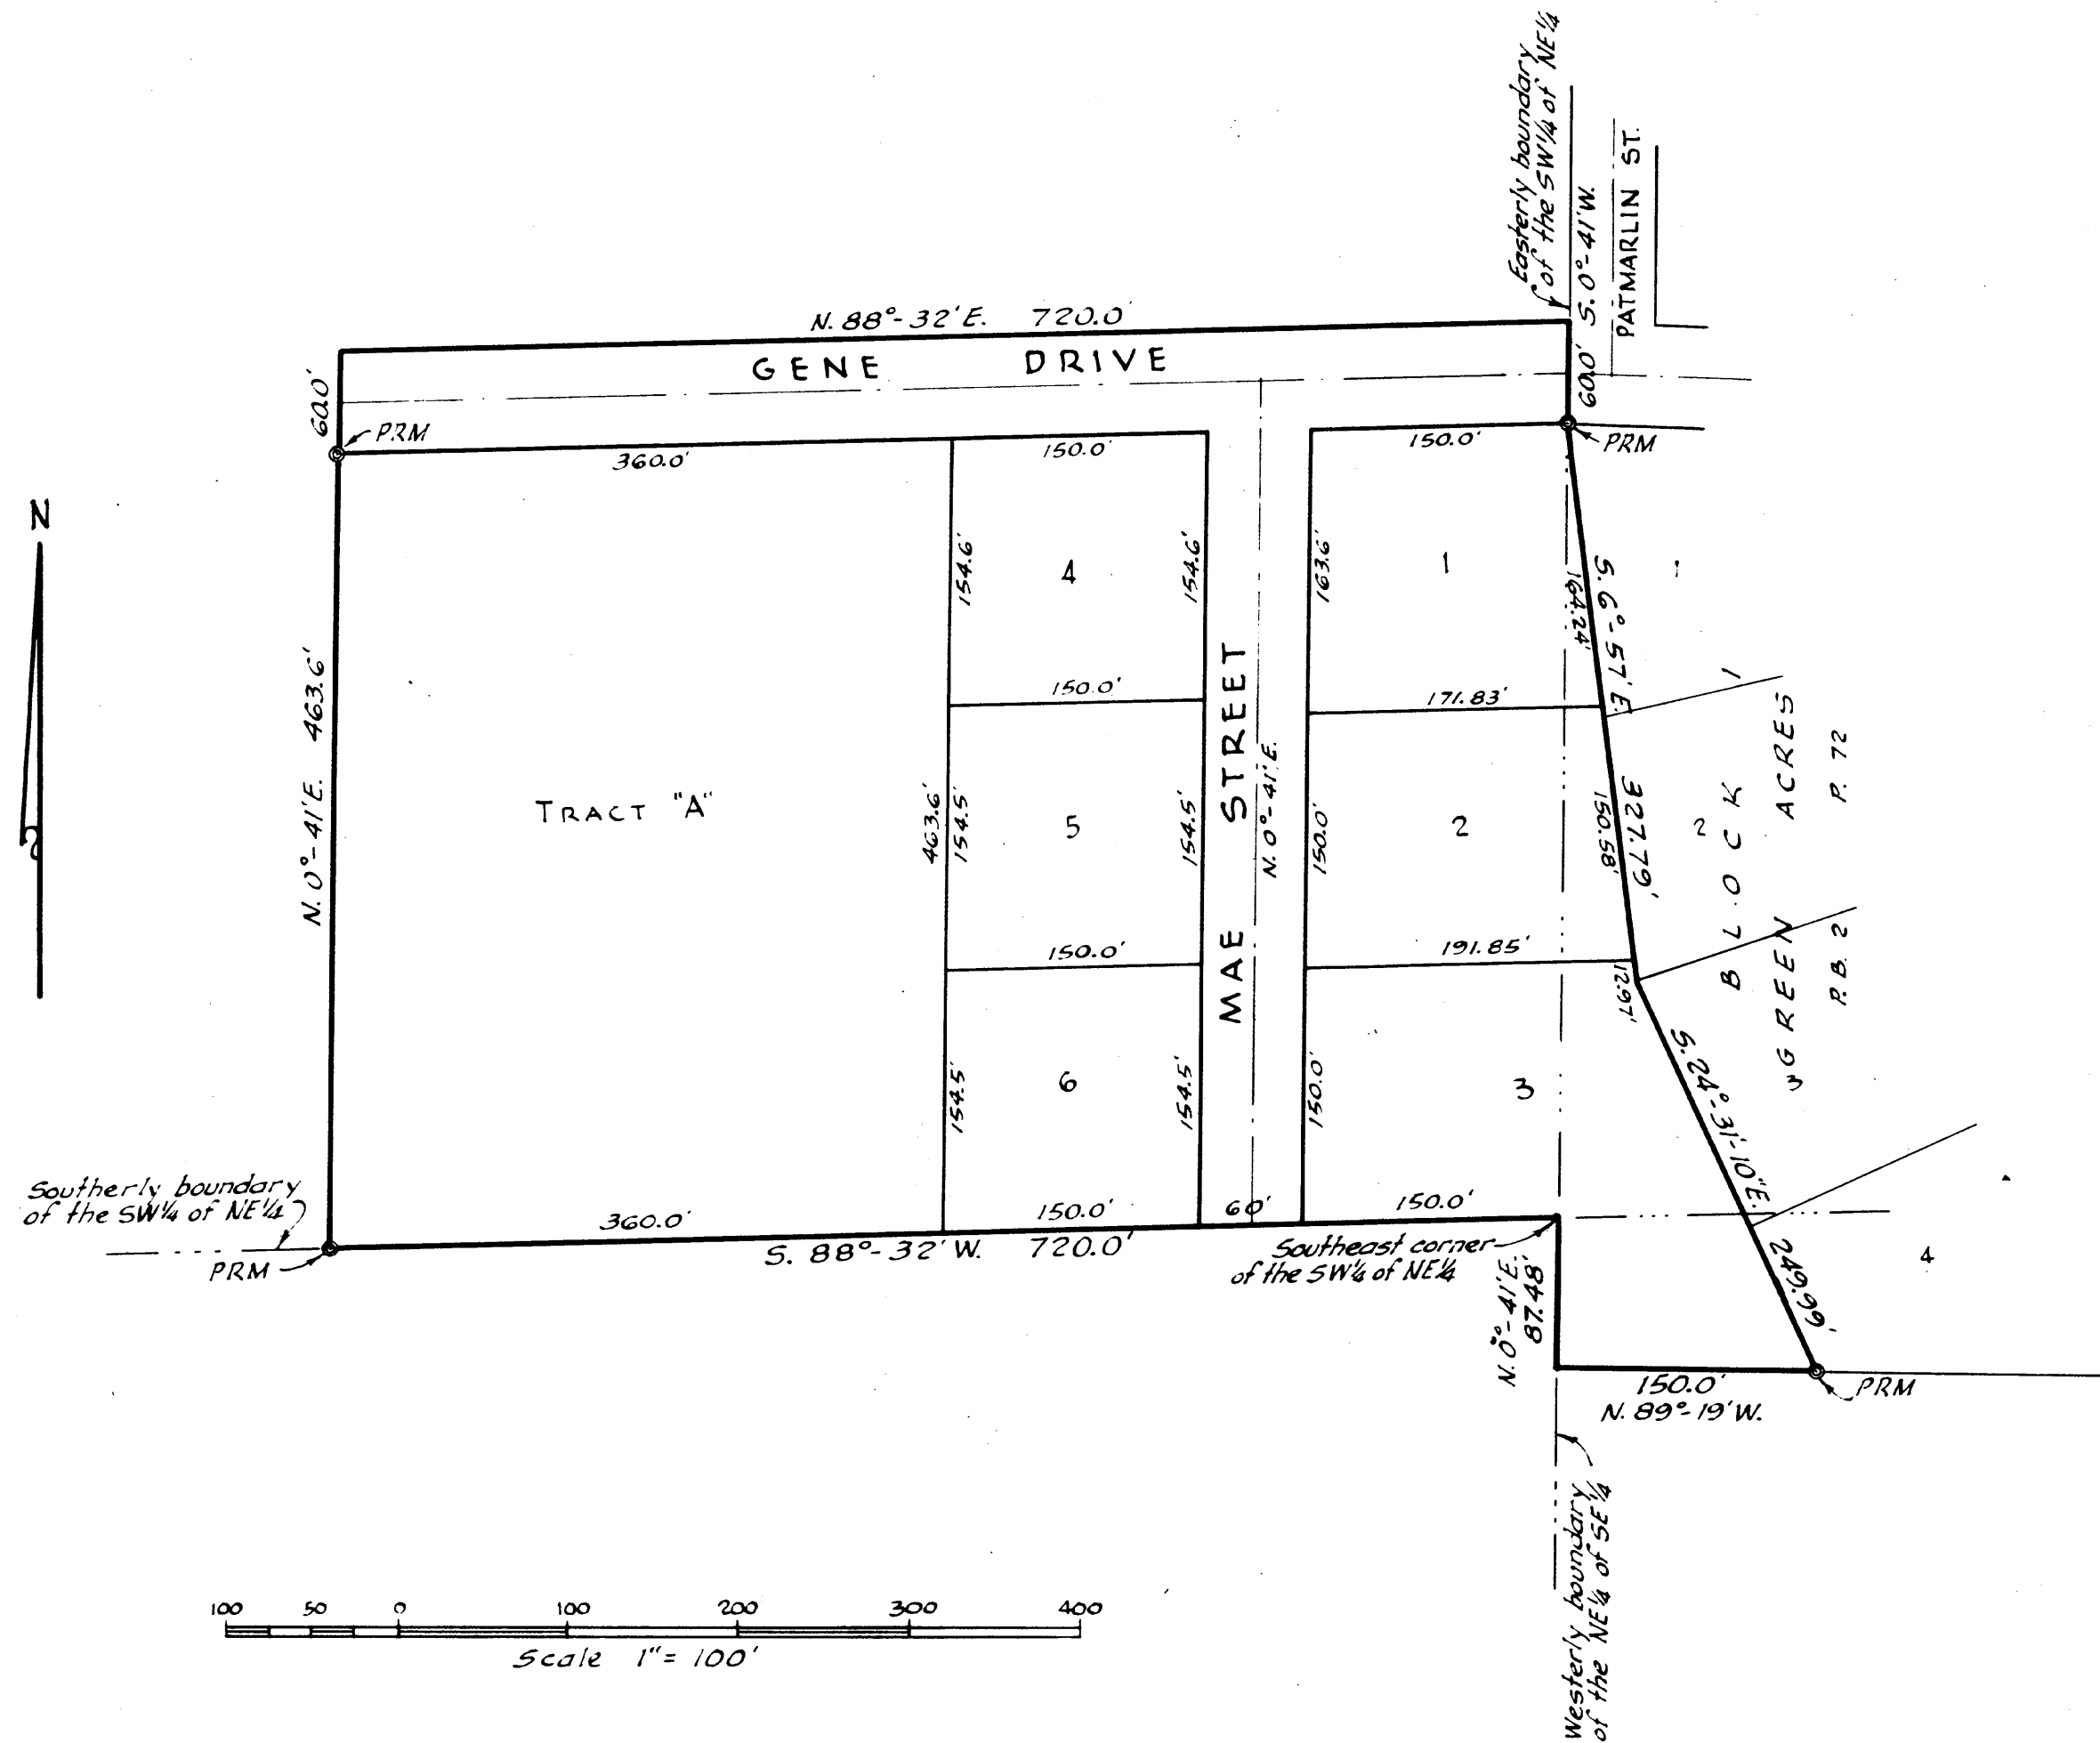 Easterly boundary
of the SW¼ of NE¼
S. 0°-41'W.
PATMARLIN ST.
N. 88°-32'E. 720.0'
GENE DRIVE
60.0'
60.0'
PRM
PRM
360.0'
150.0'
150.0'
N
154.6'
4
154.6'
163.6'
1
164.24'
S. 6°-57'E.
1
N. 0°-41'E. 463.6'
150.0'
171.83'
TRACT "A"
463.6'
154.5'
5
154.5'
MAE STREET
N. 0°-41'E.
150.0'
2
150.58'
327.79'
2
BLOCK 1
GREEN ACRES
P.B. 2 P. 72
150.0'
191.85'
12.97'
154.5'
6
154.5'
150.0'
3
S. 24°-31'-10"E.
3
Southerly boundary
of the SW¼ of NE¼
PRM
360.0'
150.0'
60'
150.0'
S. 88°-32'W. 720.0'
Southeast corner
of the SW¼ of NE¼
N. 0°-41'E.
87.48'
249.69'
4
150.0'
N. 89°-19'W.
PRM
Westerly boundary
of the NE¼ of SE¼
100 50 0 100 200 300 400
Scale 1"= 100'